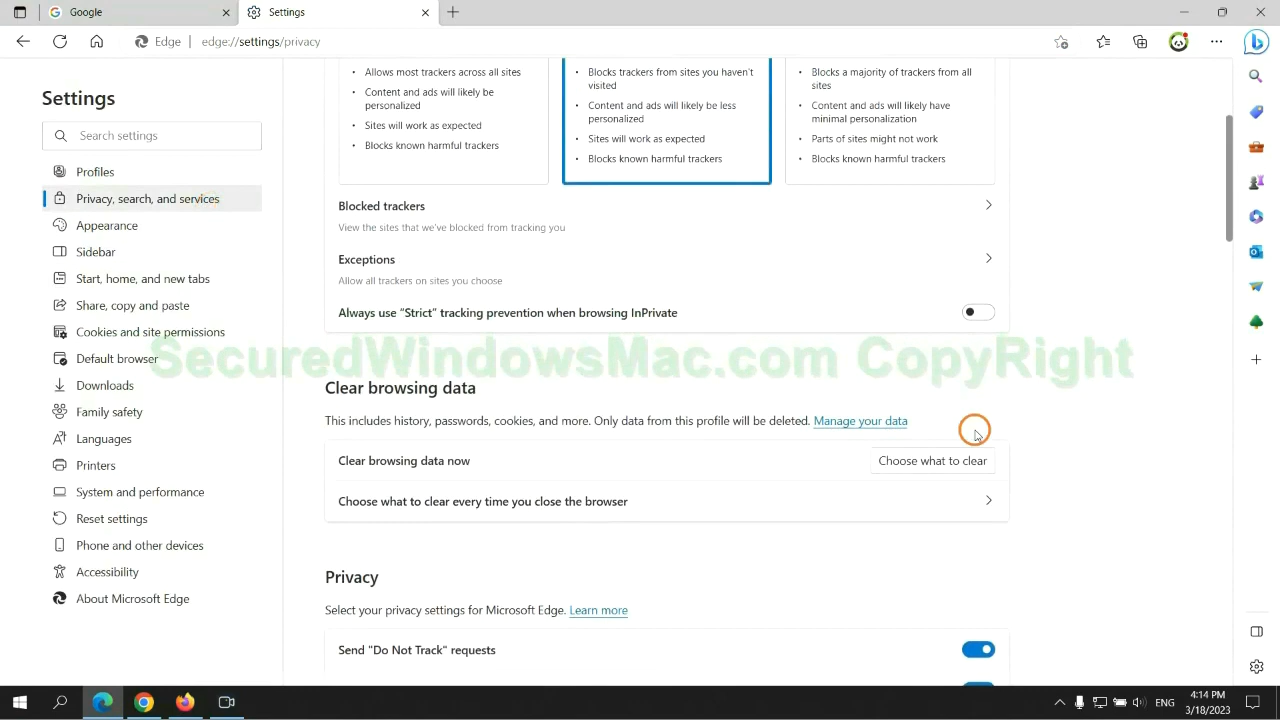 Google
Settings
Edge
edge://settings/privacy
Settings
Search settings
Profiles
Privacy, search, and services
Appearance
Sidebar
Start, home, and new tabs
Share, copy and paste
Cookies and site permissions
Default browser
Downloads
Family safety
Languages
Printers
System and performance
Reset settings
Phone and other devices
Accessibility
About Microsoft Edge
Allows most trackers across all sites
Content and ads will likely be
personalized
Sites will work as expected
Blocks known harmful trackers
Blocks trackers from sites you haven't
visited
Content and ads will likely be less
personalized
Sites will work as expected
Blocks known harmful trackers
Blocks a majority of trackers from all
sites
Content and ads will likely have
minimal personalization
Parts of sites might not work
Blocks known harmful trackers
Blocked trackers
View the sites that we've blocked from tracking you
Exceptions
Allow all trackers on sites you choose
Always use “Strict” tracking prevention when browsing InPrivate
SecuredWindowsMac.com CopyRight
Clear browsing data
This includes history, passwords, cookies, and more. Only data from this profile will be deleted. Manage your data
Clear browsing data now
Choose what to clear
Choose what to clear every time you close the browser
Privacy
Select your privacy settings for Microsoft Edge. Learn more
Send "Do Not Track" requests
ENG
4:14 PM
3/18/2023